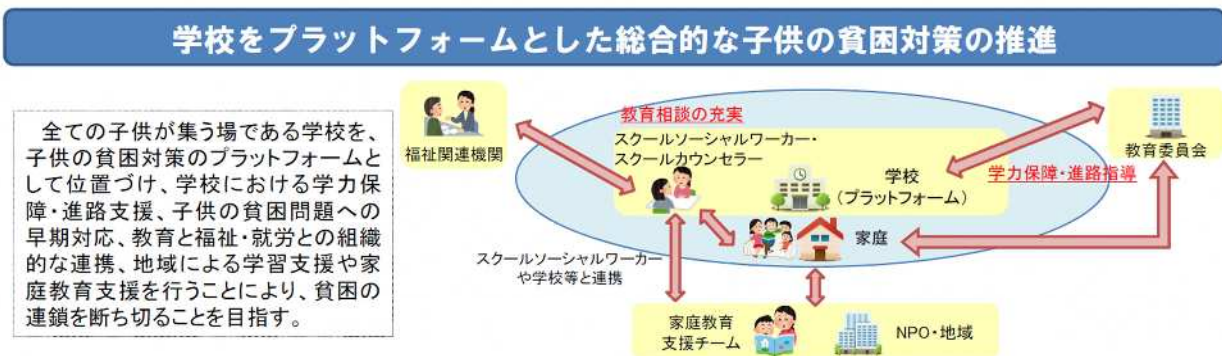 学校をプラットフォームとした総合的な子供の貧困対策の推進
全ての子供が集う場である学校を、
子供の貧困対策のプラットフォームと
して位置づけ、学校における学力保
障・進路支援、子供の貧困問題への
早期対応、教育と福祉・就労との組織
的な連携、地域による学習支援や家
庭教育支援を行うことにより、貧困の
連鎖を断ち切ることを目指す。
福祉関連機関
教育相談の充実
スクールソーシャルワーカー・
スクールカウンセラー
学校
(プラットフォーム)
教育委員会
学力保障・進路指導
家庭
スクールソーシャルワーカー
や学校等と連携
家庭教育
支援チーム
NPO・地域